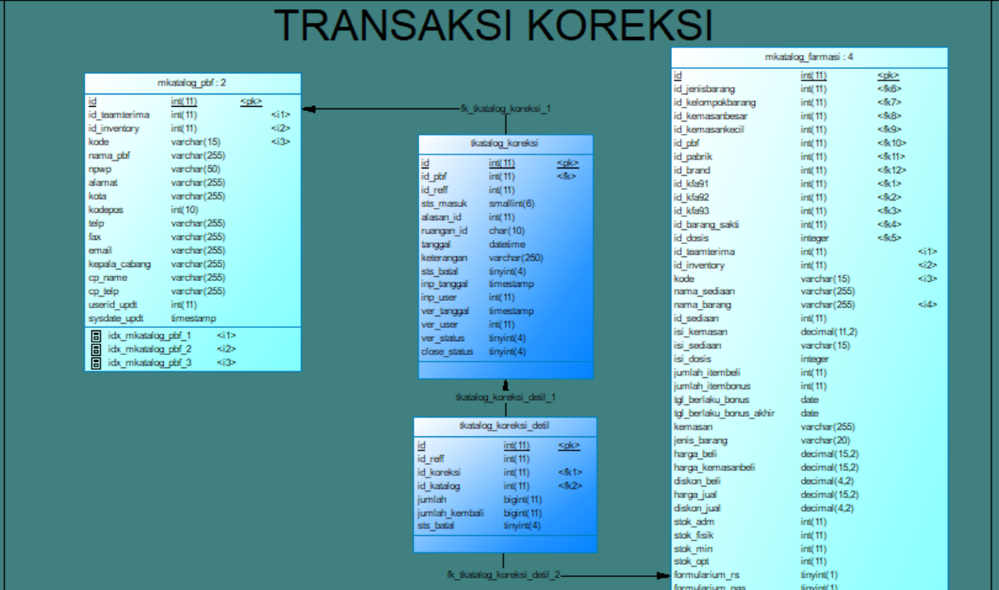 TRANSAKSI KOREKSI
mkatalog_pbf : 2
id int(11) <pk>
id_teamterima int(11) <i1>
id_inventory int(11) <i2>
kode varchar(15) <i3>
nama_pbf varchar(255)
npwp varchar(50)
alamat varchar(255)
kota varchar(255)
kodepos int(10)
telp varchar(255)
fax varchar(255)
email varchar(255)
kepala_cabang varchar(255)
cp_name varchar(255)
cp_telp varchar(255)
userid_updt int(11)
sysdate_updt timestamp
idx_mkatalog_pbf_1 <i1>
idx_mkatalog_pbf_2 <i2>
idx_mkatalog_pbf_3 <i3>
fk_tkatalog_koreksi_1
tkatalog_koreksi
id int(11) <pk>
id_pbf int(11) <fk>
id_reff int(11)
sts_masuk smallint(6)
alasan_id int(11)
ruangan_id char(10)
tanggal datetime
keterangan varchar(250)
sts_batal tinyint(4)
inp_tanggal timestamp
inp_user int(11)
ver_tanggal timestamp
ver_user int(11)
ver_status tinyint(4)
close_status tinyint(4)
tkatalog_koreksi_detil_1
tkatalog_koreksi_detil
id int(11) <pk>
id_reff int(11)
id_koreksi int(11) <fk1>
id_katalog int(11) <fk2>
jumlah bigint(11)
jumlah_kembali bigint(11)
sts_batal tinyint(4)
fk_tkatalog_koreksi_detil_2
mkatalog_farmasi : 4
id int(11) <pk>
id_jenisbarang int(11) <fk6>
id_kelompokbarang int(11) <fk7>
id_kemasanbesar int(11) <fk8>
id_kemasankecil int(11) <fk9>
id_pbf int(11) <fk10>
id_pabrik int(11) <fk11>
id_brand int(11) <fk12>
id_kfa91 int(11) <fk1>
id_kfa92 int(11) <fk2>
id_kfa93 int(11) <fk3>
id_barang_sakti int(11) <fk4>
id_dosis integer <fk5>
id_teamterima int(11) <i1>
id_inventory int(11) <i2>
kode varchar(15) <i3>
nama_sediaan varchar(255)
nama_barang varchar(255) <i4>
id_sediaan int(11)
isi_kemasan decimal(11,2)
isi_sediaan varchar(15)
isi_dosis integer
jumlah_itembeli int(11)
jumlah_itembonus int(11)
tgl_berlaku_bonus date
tgl_berlaku_bonus_akhir date
kemasan varchar(255)
jenis_barang varchar(20)
harga_beli decimal(15,2)
harga_kemasanbeli decimal(15,2)
diskon_beli decimal(4,2)
harga_jual decimal(15,2)
diskon_jual decimal(4,2)
stok_adm int(11)
stok_fisik int(11)
stok_min int(11)
stok_opt int(11)
formularium_rs tinyint(1)
formularium_nas tinyint(1)